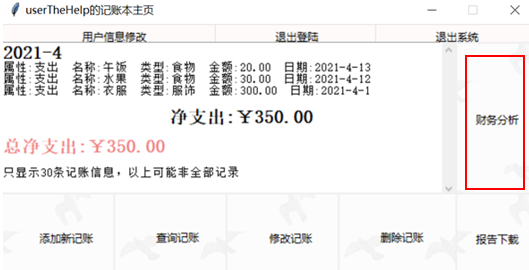 userTheHelp的记账本主页
用户信息修改 退出登陆 退出系统
2021-4
属性:支出 名称:午饭 类型:食物 金额:20.00 日期:2021-4-13
属性:支出 名称:水果 类型:食物 金额:30.00 日期:2021-4-12
属性:支出 名称:衣服 类型:服饰 金额:300.00 日期:2021-4-1
净支出:￥350.00
总净支出:￥350.00
只显示30条记账信息，以上可能非全部记录
财务分析
添加新记账 查询记账 修改记账 删除记账 报告下载